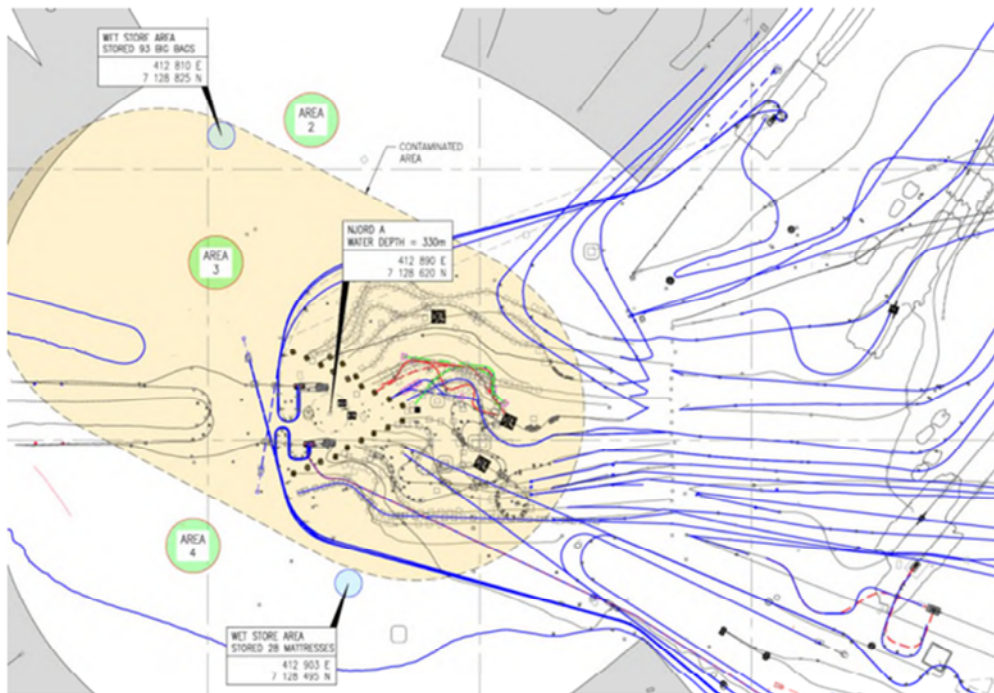 WET STORE AREA
STORED 93 BIG BAGS
412 810 E
7 128 825 N
AREA
2
CONTAMINATED
AREA
NJORD A
WATER DEPTH = 330m
412 890 E
7 128 620 N
AREA
3
AREA
4
WET STORE AREA
STORED 28 MATTRESSES
412 903 E
7 128 495 N